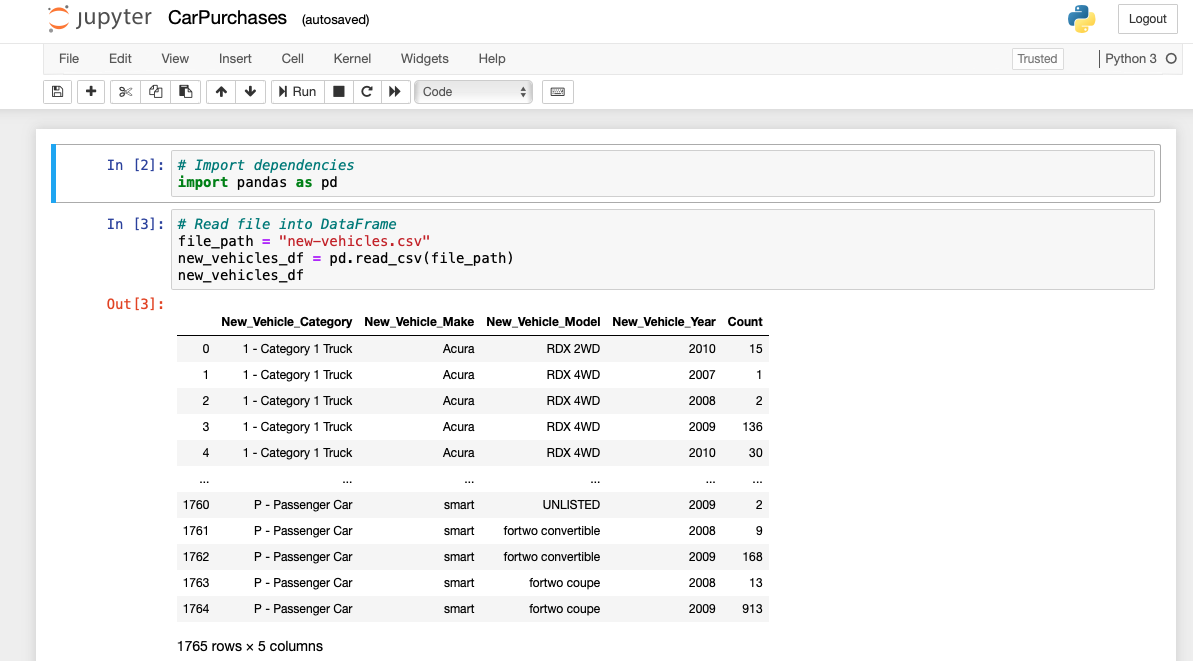 jupyter CarPurchases (autosaved) Logout
File Edit View Insert Cell Kernel Widgets Help Trusted Python 3
Run Code
In [2]: # Import dependencies
import pandas as pd
In [3]: # Read file into DataFrame
file_path = "new-vehicles.csv"
new_vehicles_df = pd.read_csv(file_path)
new_vehicles_df
Out[3]:
New_Vehicle_Category New_Vehicle_Make New_Vehicle_Model New_Vehicle_Year Count
0 1 - Category 1 Truck Acura RDX 2WD 2010 15
1 1 - Category 1 Truck Acura RDX 4WD 2007 1
2 1 - Category 1 Truck Acura RDX 4WD 2008 2
3 1 - Category 1 Truck Acura RDX 4WD 2009 136
4 1 - Category 1 Truck Acura RDX 4WD 2010 30
... ... ... ... ... ...
1760 P - Passenger Car smart UNLISTED 2009 2
1761 P - Passenger Car smart fortwo convertible 2008 9
1762 P - Passenger Car smart fortwo convertible 2009 168
1763 P - Passenger Car smart fortwo coupe 2008 13
1764 P - Passenger Car smart fortwo coupe 2009 913
1765 rows × 5 columns